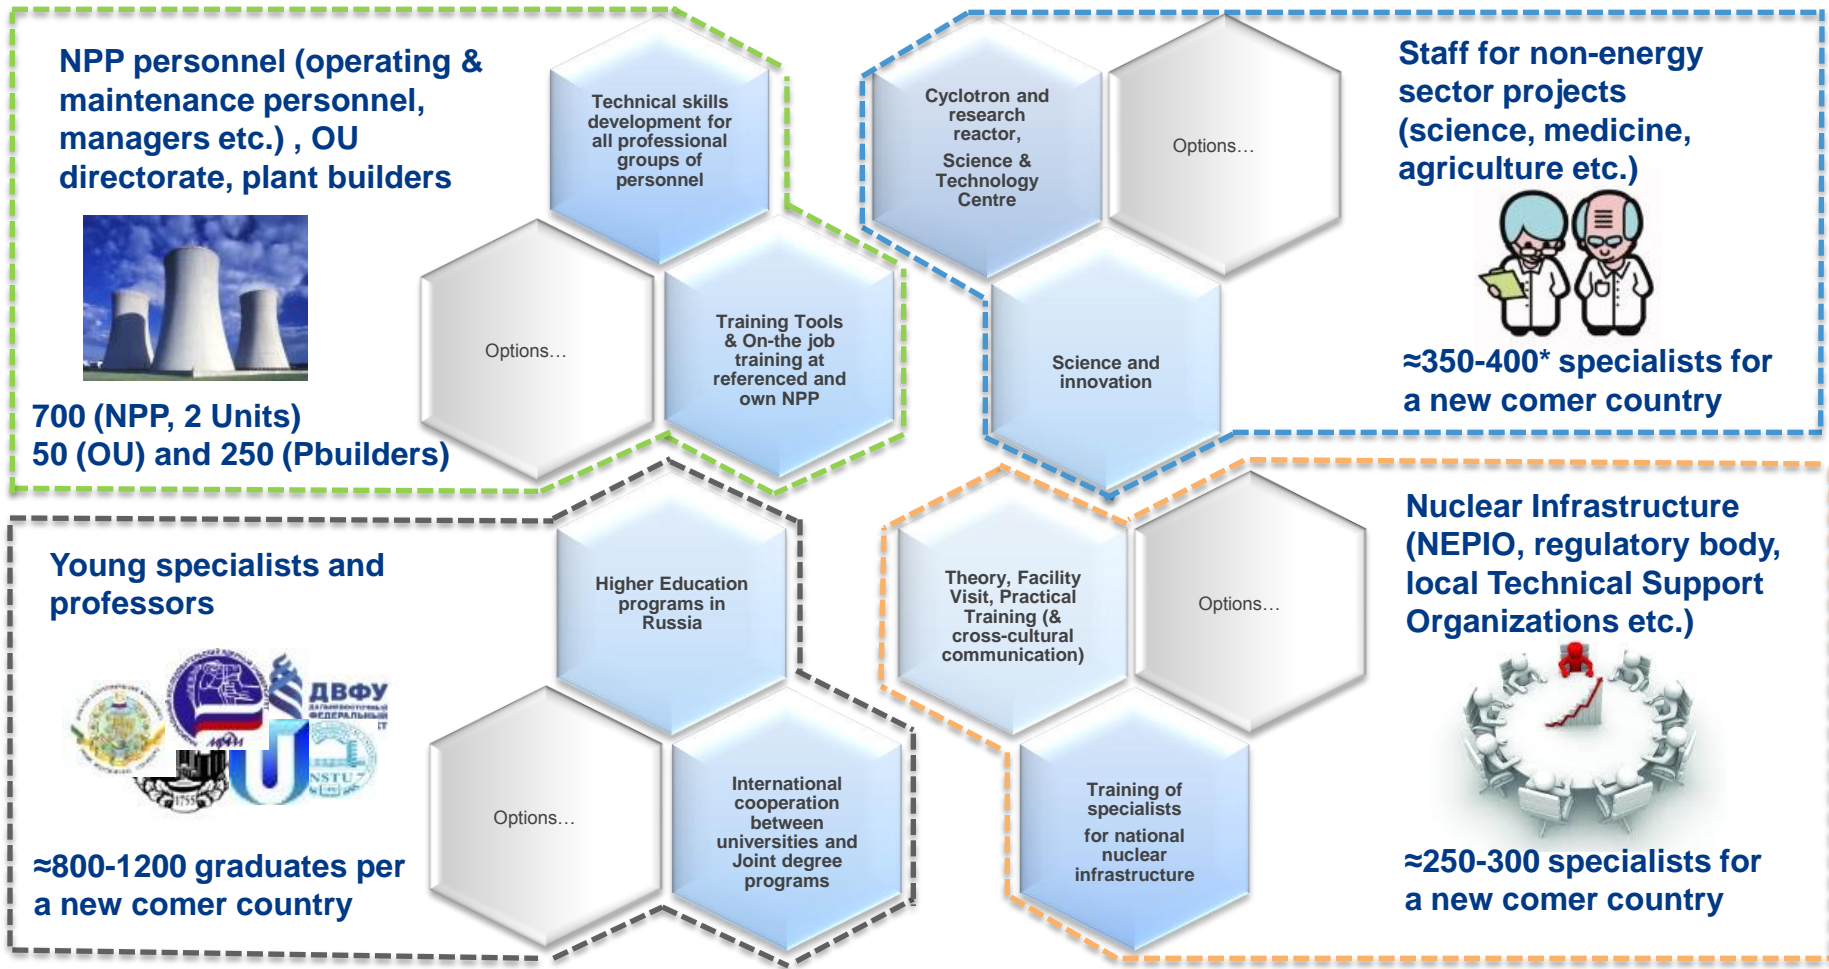 NPP personnel (operating &
maintenance personnel,
managers etc.) , OU
directorate, plant builders
700 (NPP, 2 Units)
50 (OU) and 250 (Pbuilders)
Technical skills
development for
all professional
groups of
personnel
Options…
Training Tools
& On-the job
training at
referenced and
own NPP
Cyclotron and
research
reactor,
Science &
Technology
Centre
Options…
Science and
innovation
Staff for non-energy
sector projects
(science, medicine,
agriculture etc.)
≈350-400* specialists for
a new comer country
Young specialists and
professors
ДВФУ
ДАЛЬНЕВОСТОЧНЫЙ
ФЕДЕРАЛЬНЫЙ
1755
NSTU
≈800-1200 graduates per
a new comer country
Higher Education
programs in
Russia
Options…
International
cooperation
between
universities and
Joint degree
programs
Theory, Facility
Visit, Practical
Training (&
cross-cultural
communication)
Options…
Training of
specialists
for national
nuclear
infrastructure
Nuclear Infrastructure
(NEPIO, regulatory body,
local Technical Support
Organizations etc.)
≈250-300 specialists for
a new comer country